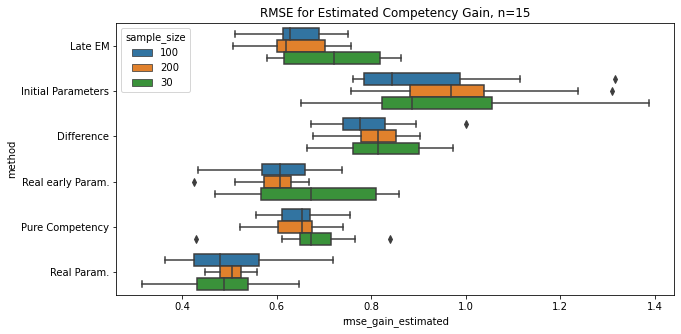 RMSE for Estimated Competency Gain, n=15
sample_size
100
200
30
method
Late EM
Initial Parameters
Difference
Real early Param.
Pure Competency
Real Param.
0.4 0.6 0.8 1.0 1.2 1.4
rmse_gain_estimated